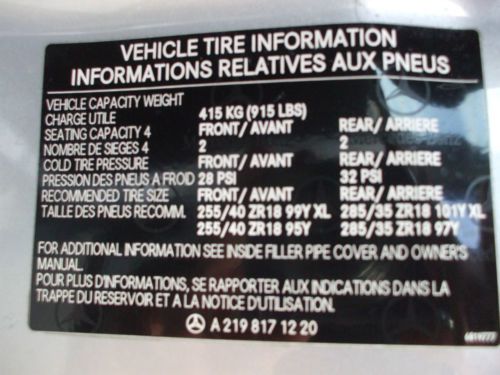 VEHICLE TIRE INFORMATION
INFORMATIONS RELATIVES AUX PNEUS
VEHICLE CAPACITY WEIGHT
CHARGE UTILE 415 KG (915 LBS)
SEATING CAPACITY 4 FRONT/ AVANT REAR/ ARRIERE
NOMBRE DE SIEGES 4 2 2
COLD TIRE PRESSURE FRONT/ AVANT REAR/ ARRIERE
PRESSION DES PNEUS A FROID 28 PSI 32 PSI
RECOMMENDED TIRE SIZE FRONT/ AVANT REAR/ ARRIERE
TAILLE DES PNEUS RECOMM. 255/40 ZR18 99Y XL 285/35 ZR18 101Y XL
255/40 ZR18 95Y 285/35 ZR18 97Y
FOR ADDITIONAL INFORMATION SEE INSIDE FILLER PIPE COVER AND OWNER'S
MANUAL.
POUR PLUS D'INFORMATIONS, SE RAPPORTER AUX INDICATIONS DANS LA
TRAPPE DU RESERVOIR ET A LA NOTICE D'UTILISATION.
A 219 817 12 20